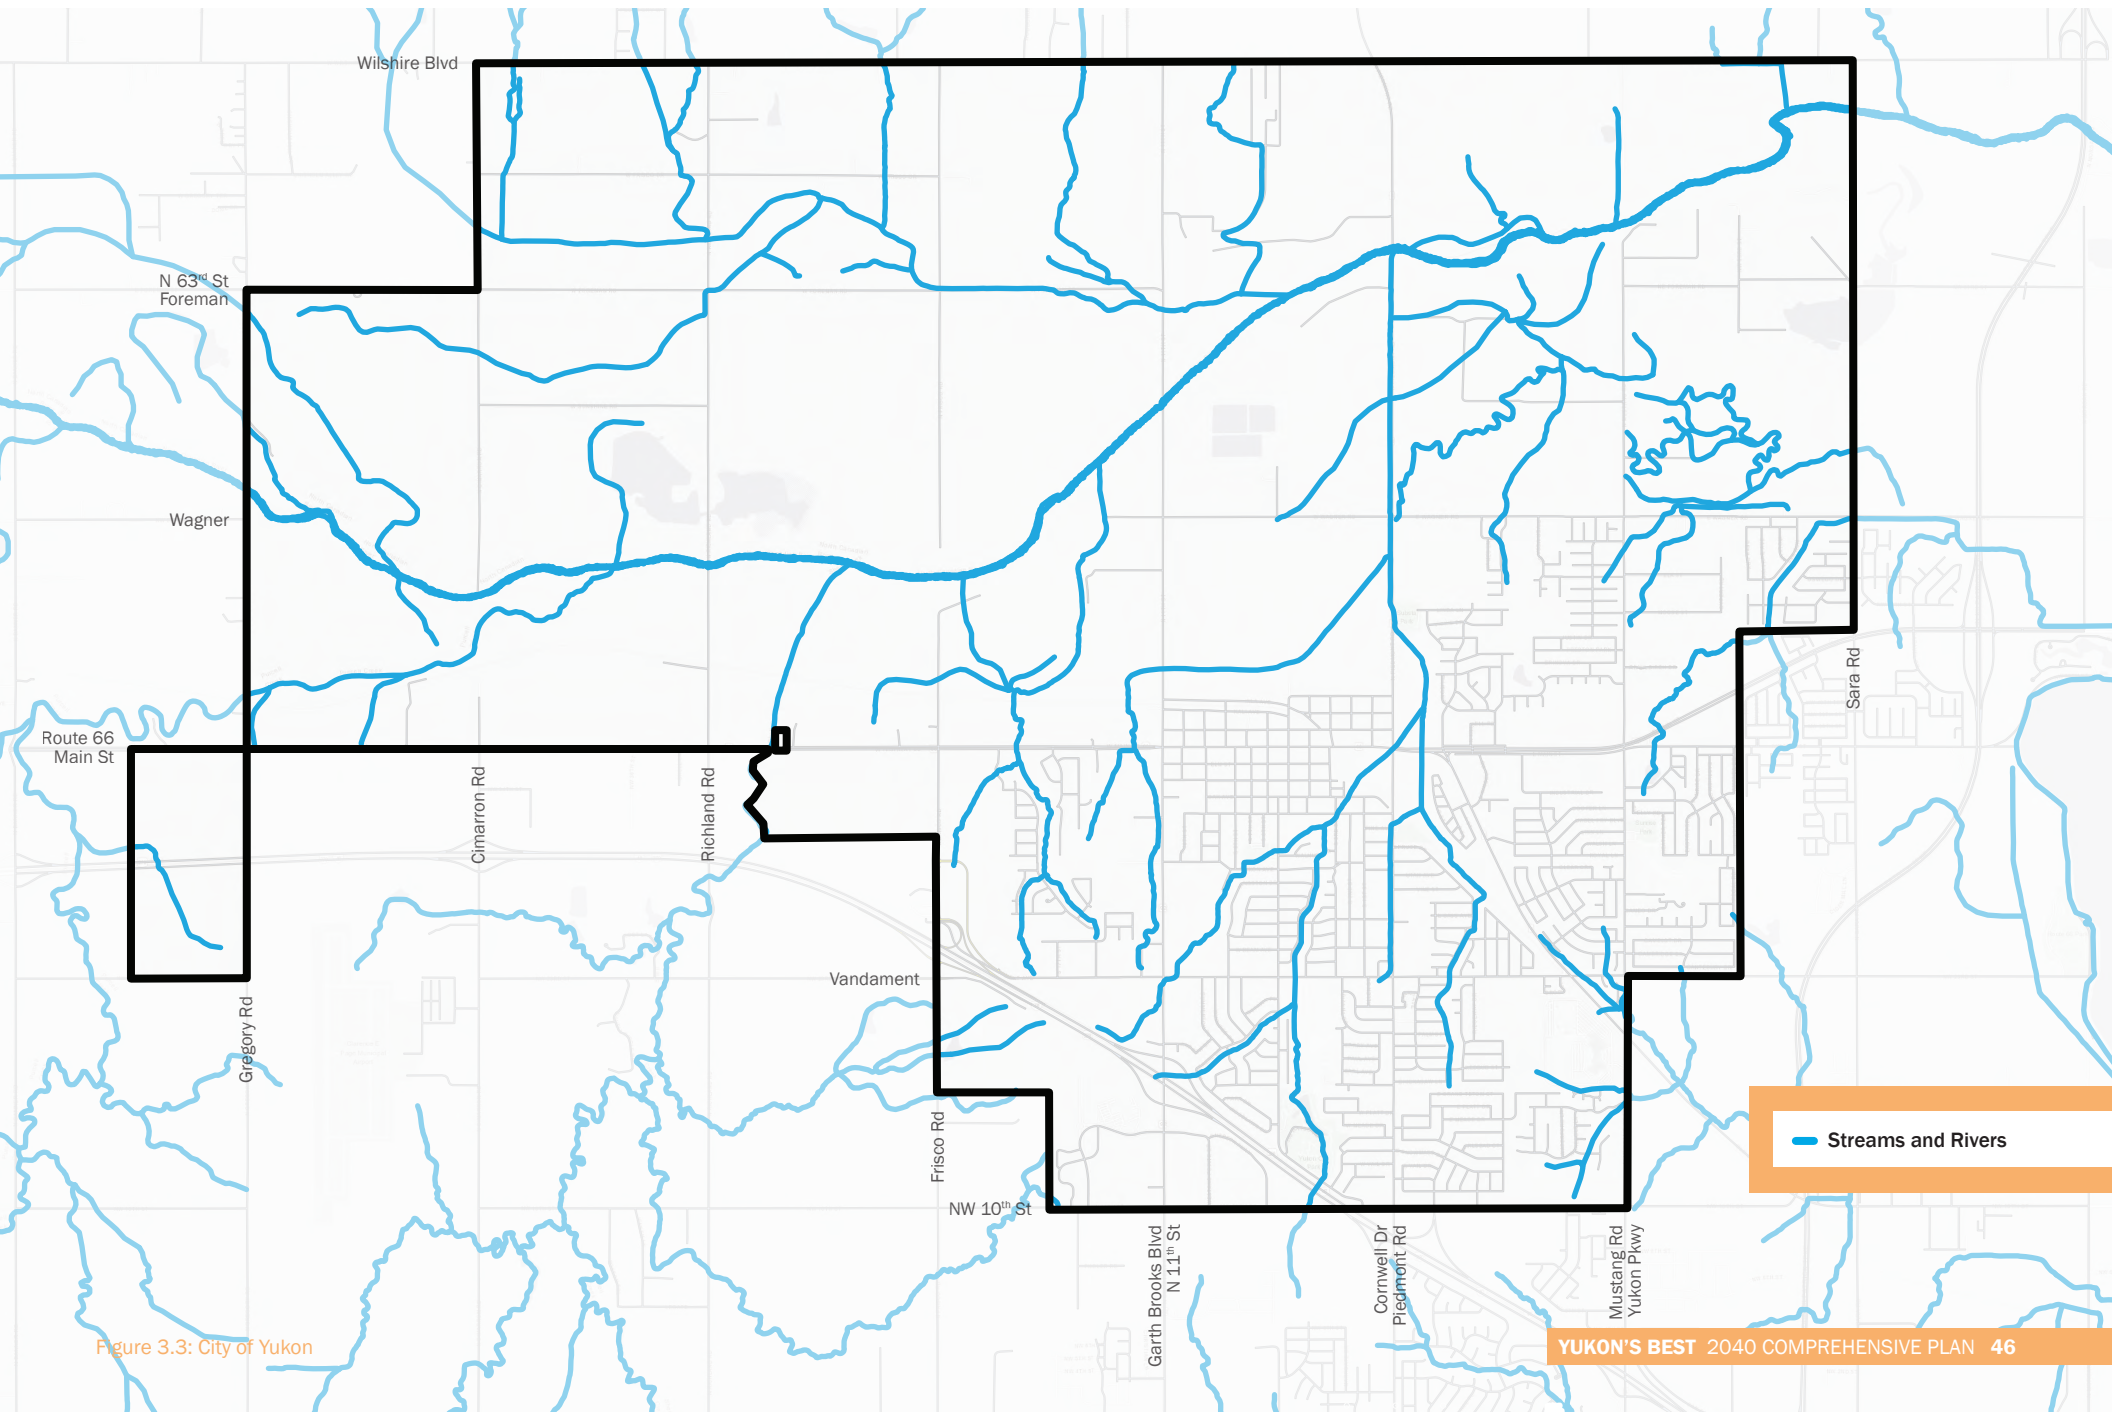 Wilshire Blvd
N 63rd St
Foreman
Wagner
Route 66
Main St
Cimarron Rd
Richland Rd
Sara Rd
Vandament
Gregory Rd
Frisco Rd
NW 10th St
Garth Brooks Blvd
N 11th St
Cornwell Dr
Piedmont Rd
Mustang Rd
Yukon Pkwy
Streams and Rivers
Figure 3.3: City of Yukon
YUKON'S BEST 2040 COMPREHENSIVE PLAN 46